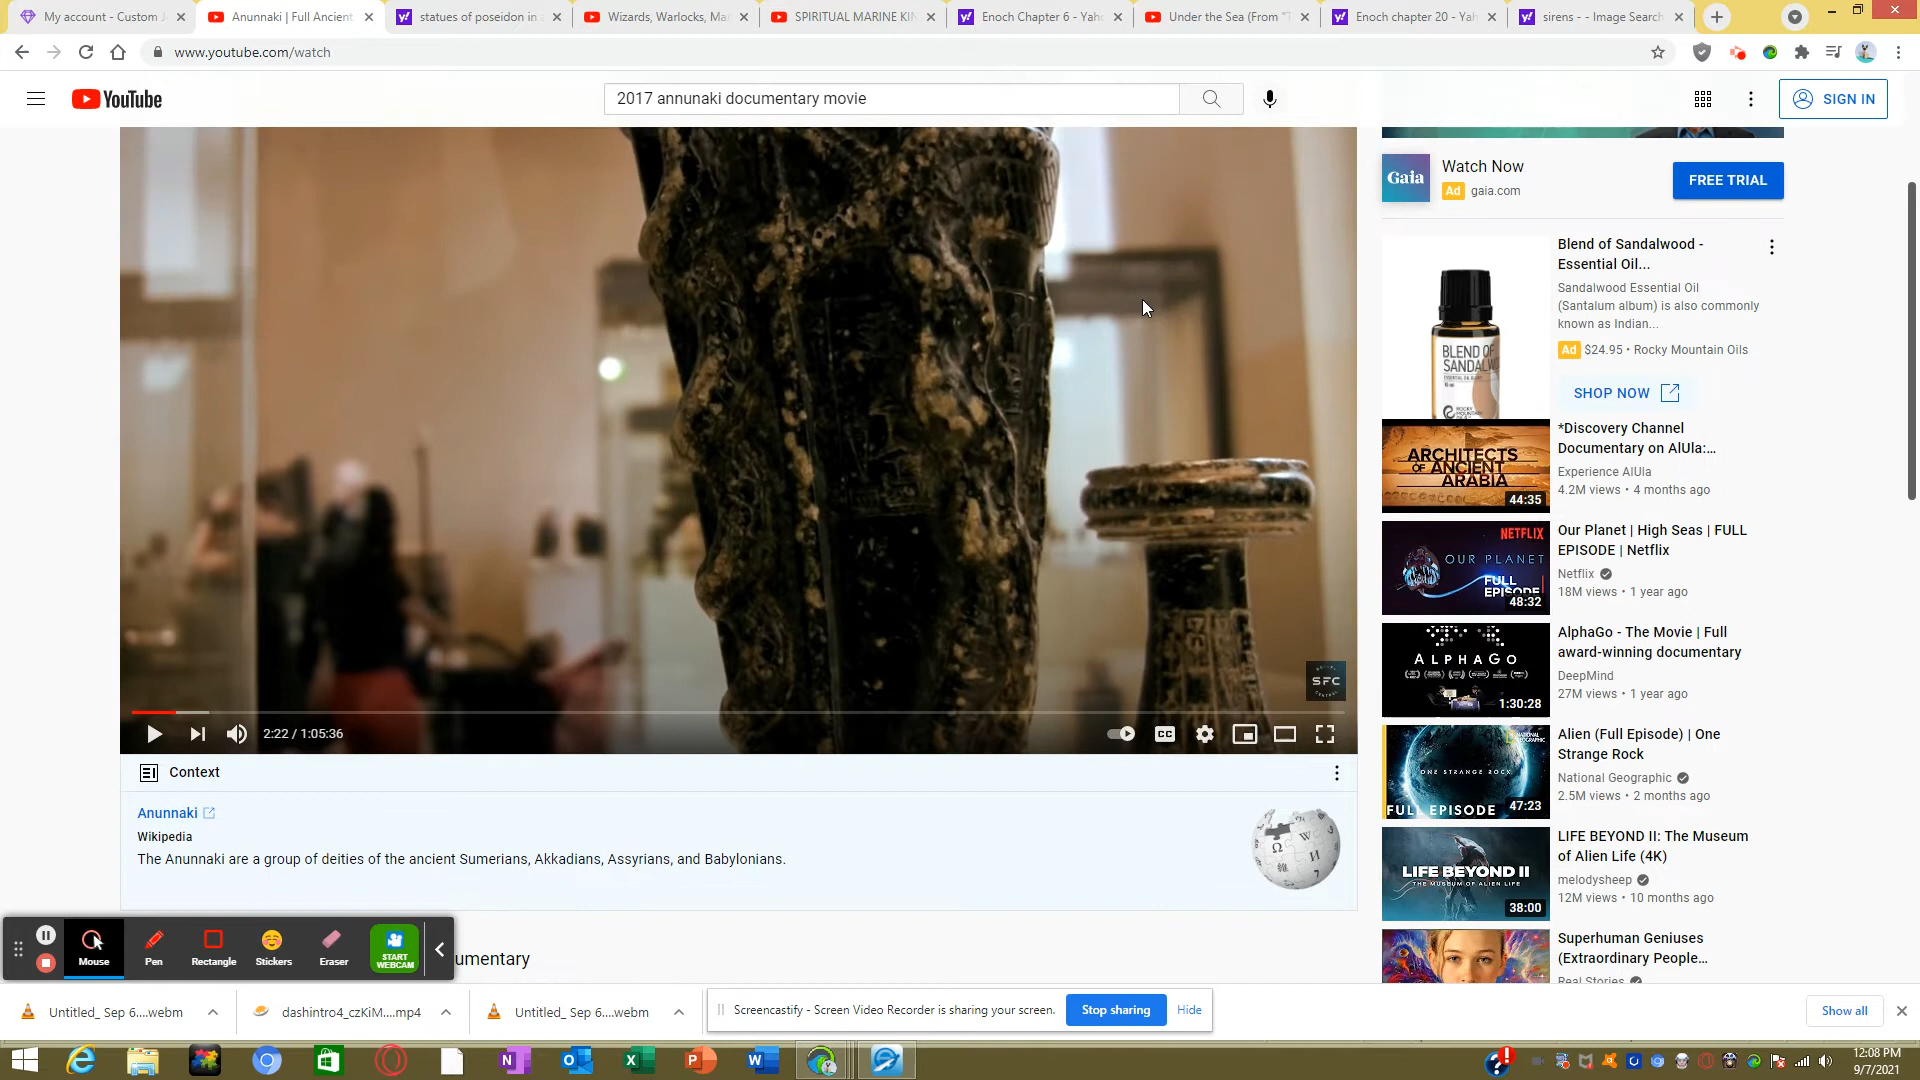 My account - Custom J
Anunnaki | Full Ancient
statues of poseidon in a
Wizards, Warlocks, Mar
SPIRITUAL MARINE KIN
Enoch Chapter 6 - Yaho
Under the Sea (From "T
Enoch chapter 20 - Yah
sirens - - Image Search
www.youtube.com/watch
YouTube
2017 annunaki documentary movie
SIGN IN
SFC
2:22 / 1:05:36
CC
Context
Anunnaki
Wikipedia
The Anunnaki are a group of deities of the ancient Sumerians, Akkadians, Assyrians, and Babylonians.
umentary
Gaia
Watch Now
Ad gaia.com
FREE TRIAL
BLEND OF
SANDALW
Blend of Sandalwood -
Essential Oil...
Sandalwood Essential Oil
(Santalum album) is also commonly
known as Indian...
Ad $24.95 • Rocky Mountain Oils
SHOP NOW
ARCHITECTS
OF ANCIENT
ARABIA
44:35
*Discovery Channel
Documentary on AlUla:...
Experience AlUla
4.2M views • 4 months ago
NETFLIX
OUR PLANET
FULL
EPISODE
48:32
Our Planet | High Seas | FULL
EPISODE | Netflix
Netflix
18M views • 1 year ago
ALPHAGO
1:30:28
AlphaGo - The Movie | Full
award-winning documentary
DeepMind
27M views • 1 year ago
ONE STRANGE ROCK
FULL EPISODE
47:23
Alien (Full Episode) | One
Strange Rock
National Geographic
2.5M views • 2 months ago
LIFE BEYOND II
THE MUSEUM OF ALIEN LIFE
38:00
LIFE BEYOND II: The Museum
of Alien Life (4K)
melodysheep
12M views • 10 months ago
Superhuman Geniuses
(Extraordinary People...
Real Stories
Mouse
Pen
Rectangle
Stickers
Eraser
START
WEBCAM
Untitled_ Sep 6....webm
dashintro4_czKiM....mp4
Untitled_ Sep 6....webm
Screencastify - Screen Video Recorder is sharing your screen.
Stop sharing
Hide
Show all
12:08 PM
9/7/2021